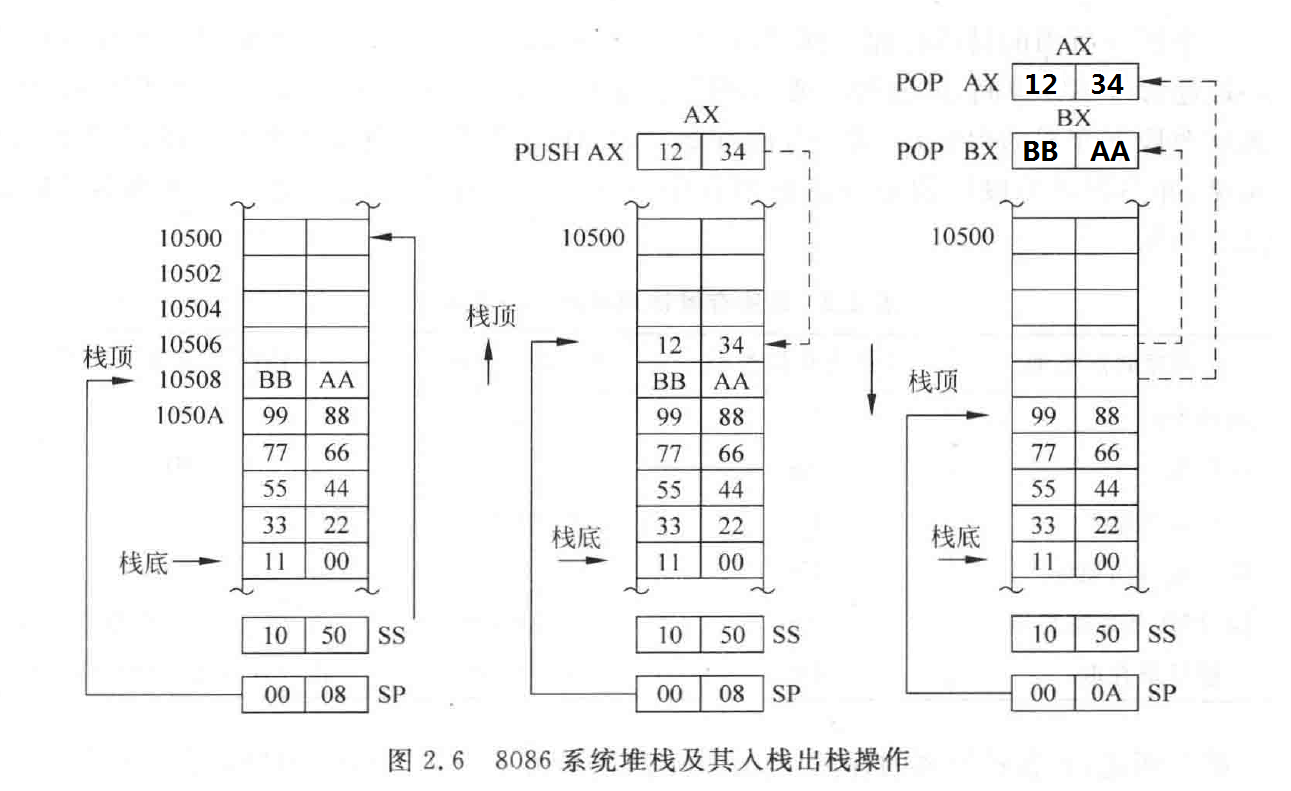 AX
POP AX 12 34
BX
POP BX BB AA
AX
PUSH AX 12 34
10500
10502
10504
10506
栈顶
10508 BB AA
1050A 99 88
77 66
55 44
33 22
栈底 11 00
10 50 SS
00 08 SP
10500
栈顶
12 34
BB AA
99 88
77 66
55 44
33 22
栈底
11 00
10 50 SS
00 08 SP
10500
栈顶
99 88
77 66
55 44
33 22
栈底
11 00
10 50 SS
00 0A SP
图 2.6 8086 系统堆栈及其入栈出栈操作